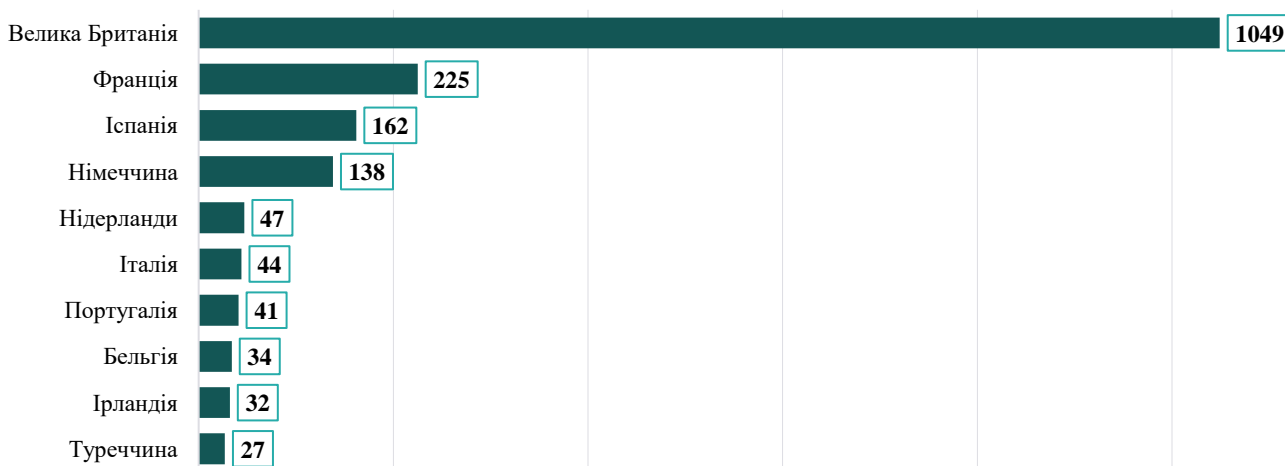 Велика Британія 1049
Франція 225
Іспанія 162
Німеччина 138
Нідерланди 47
Італія 44
Португалія 41
Бельгія 34
Ірландія 32
Туреччина 27